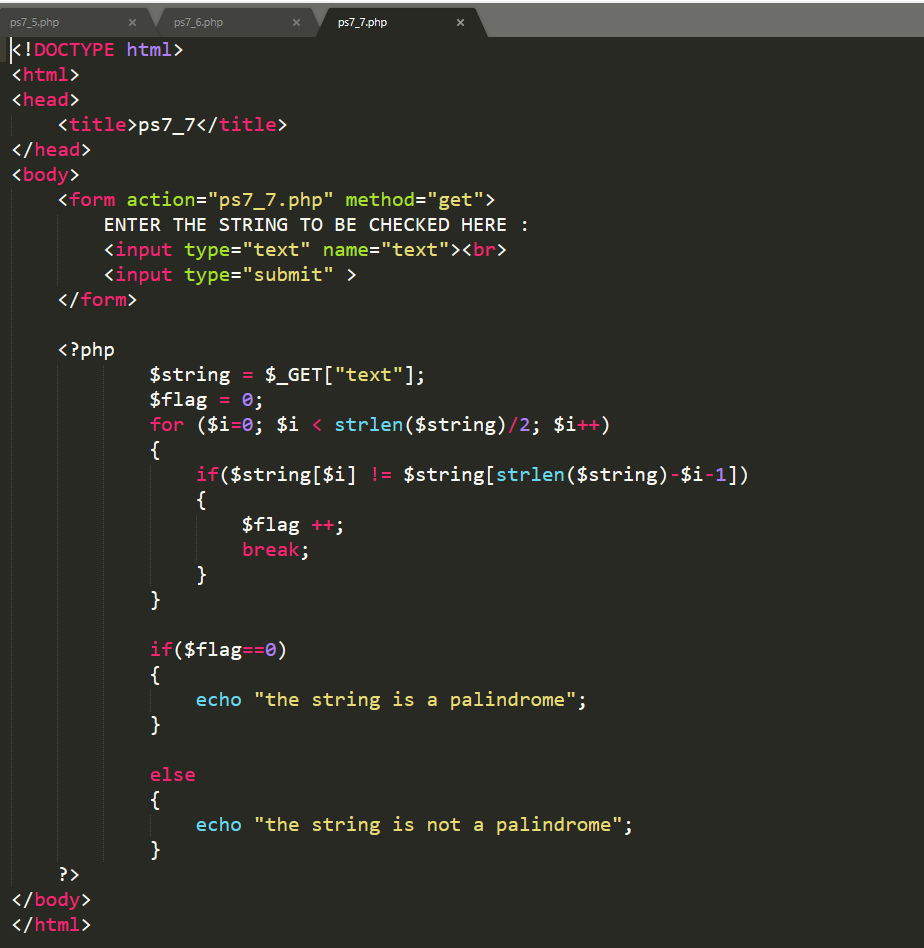 ps7_5.php × ps7_6.php × ps7_7.php ×
<!DOCTYPE html>
<html>
<head>
    <title>ps7_7</title>
</head>
<body>
    <form action="ps7_7.php" method="get">
        ENTER THE STRING TO BE CHECKED HERE :
        <input type="text" name="text"><br>
        <input type="submit" >
    </form>

    <?php
            $string = $_GET["text"];
            $flag = 0;
            for ($i=0; $i < strlen($string)/2; $i++)
            {
                if($string[$i] != $string[strlen($string)-$i-1])
                {
                    $flag ++;
                    break;
                }
            }

            if($flag==0)
            {
                echo "the string is a palindrome";
            }

            else
            {
                echo "the string is not a palindrome";
            }
    ?>
</body>
</html>